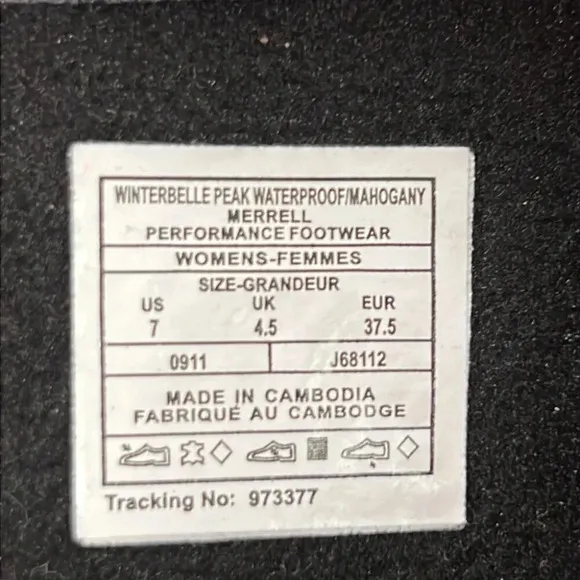 WINTERBELLE PEAK WATERPROOF/MAHOGANY
MERRELL
PERFORMANCE FOOTWEAR
WOMENS-FEMMES
SIZE-GRANDEUR
US UK EUR
7 4.5 37.5
0911 J68112
MADE IN CAMBODIA
FABRIQUÉ AU CAMBODGE
Tracking No: 973377